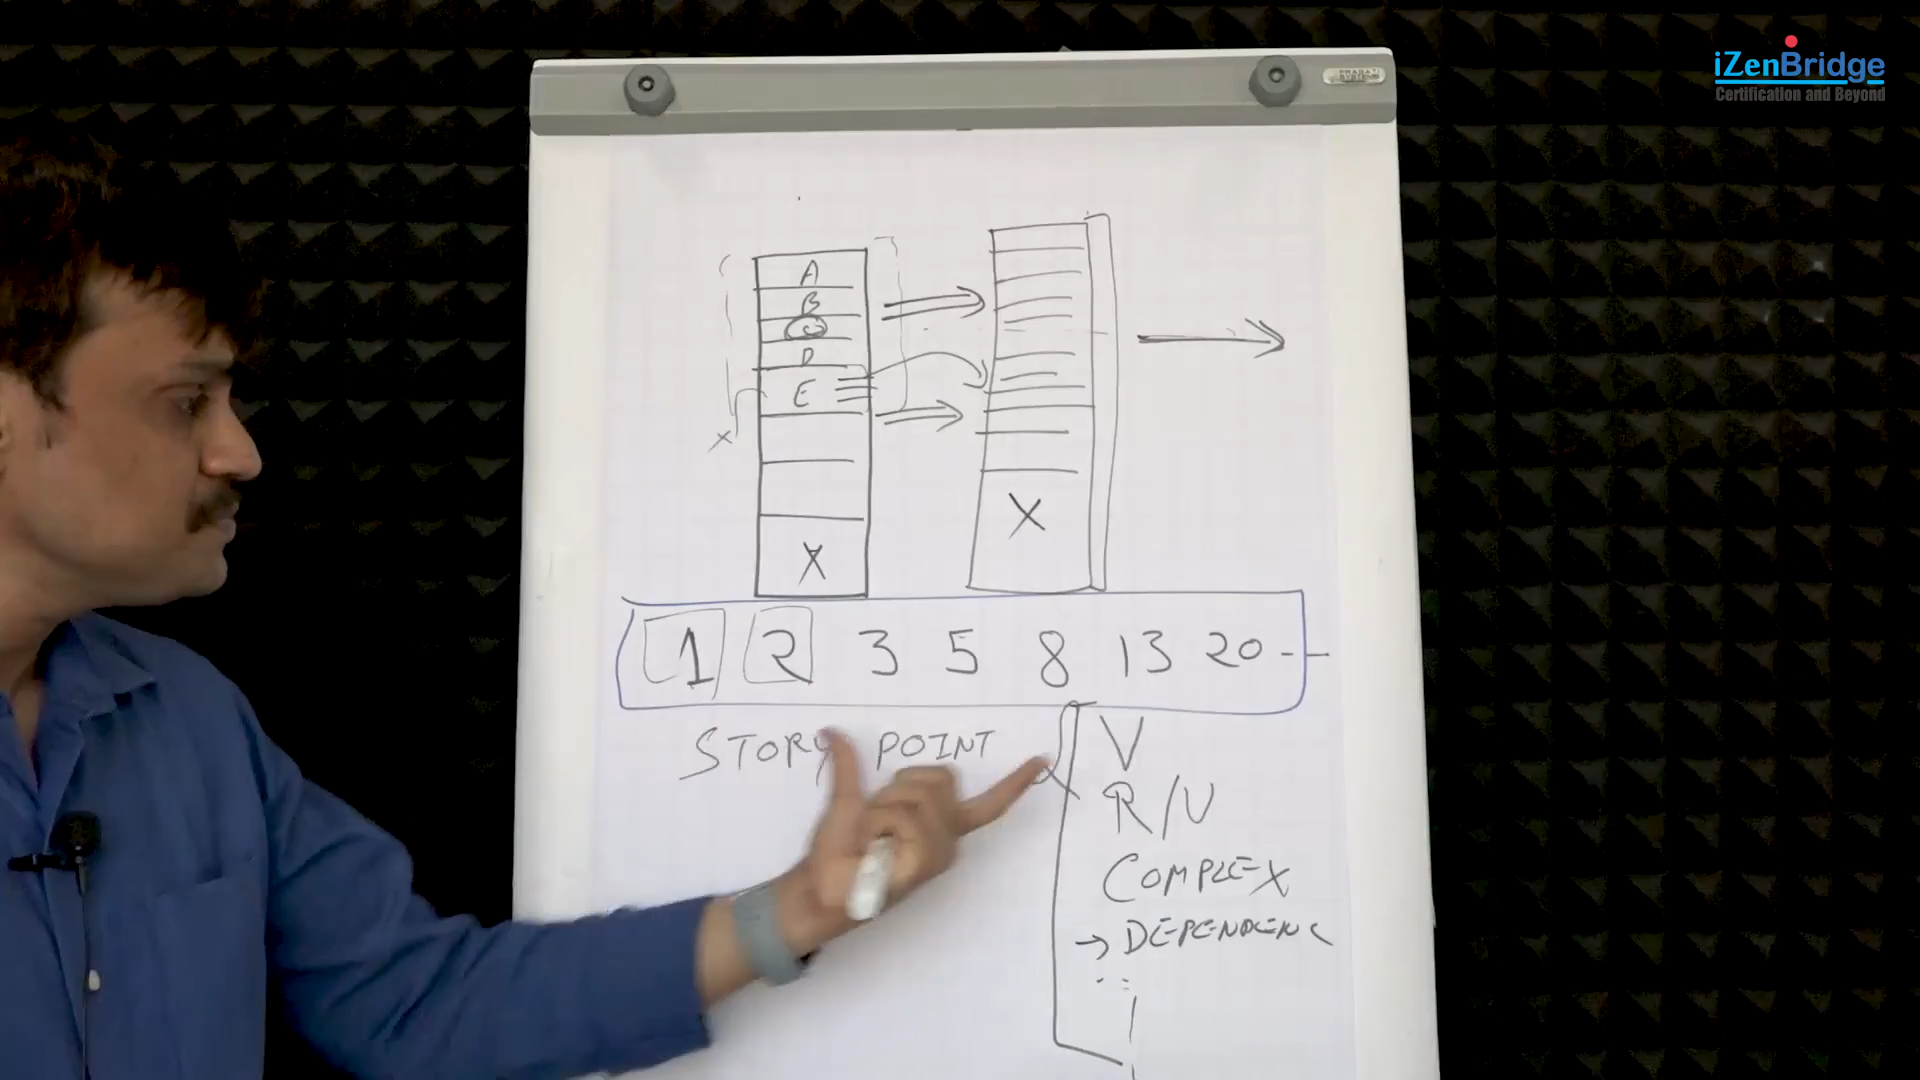 iZenBridge
Certification and Beyond
A
B
C
D
E
X
X
X
1 2 3 5 8 13 20 --
STORY POINT
V
R/U
COMPLEX
→ DEPENDENC